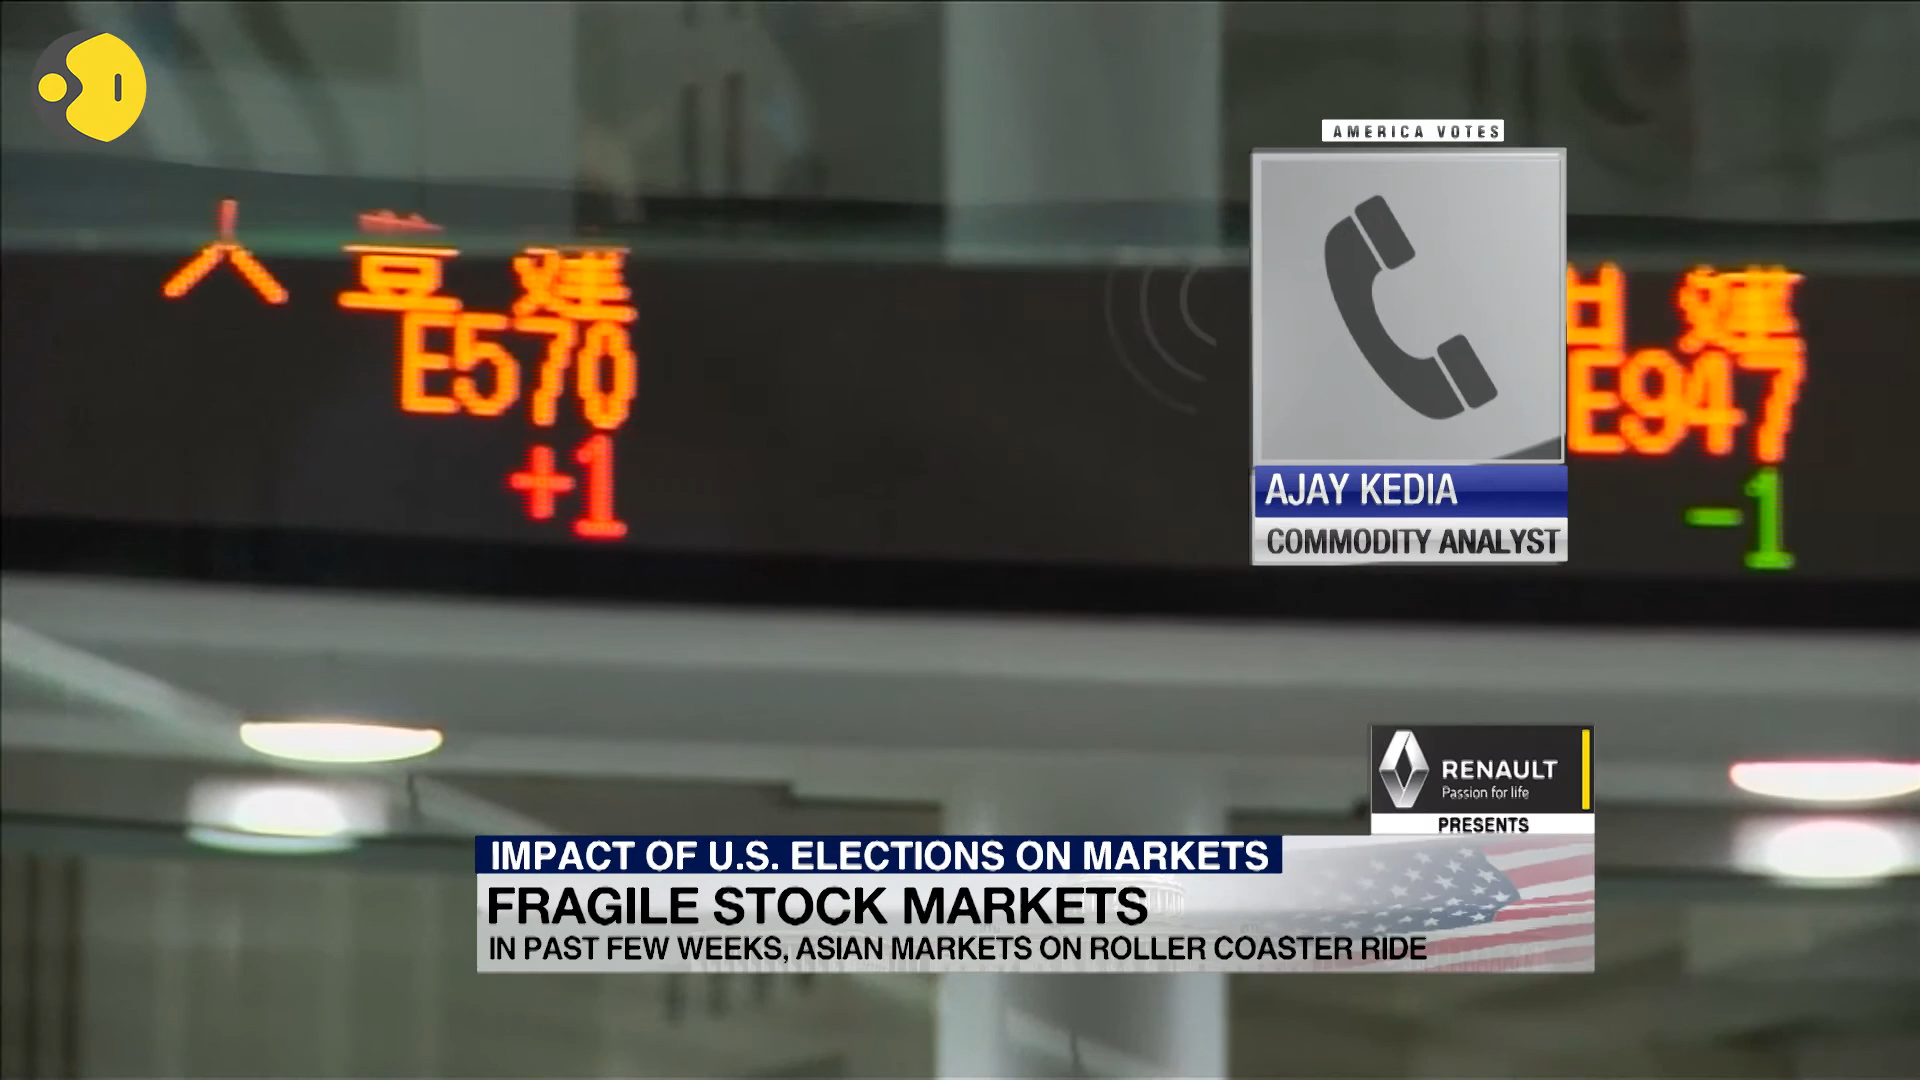 AMERICA VOTES
E570
+1
E947
-1
AJAY KEDIA
COMMODITY ANALYST
RENAULT
Passion for life
PRESENTS
IMPACT OF U.S. ELECTIONS ON MARKETS
FRAGILE STOCK MARKETS
IN PAST FEW WEEKS, ASIAN MARKETS ON ROLLER COASTER RIDE